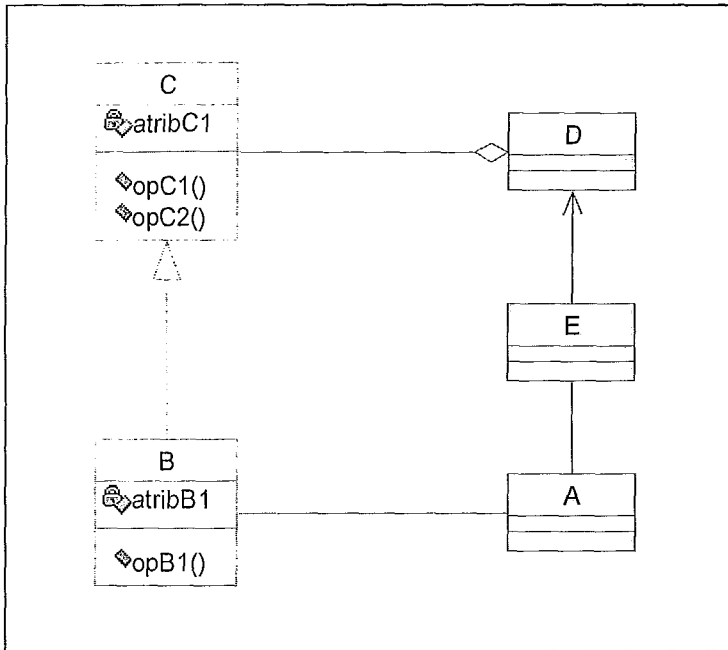 C
atribC1
opC1()
opC2()
D
E
B
atribB1
opB1()
A